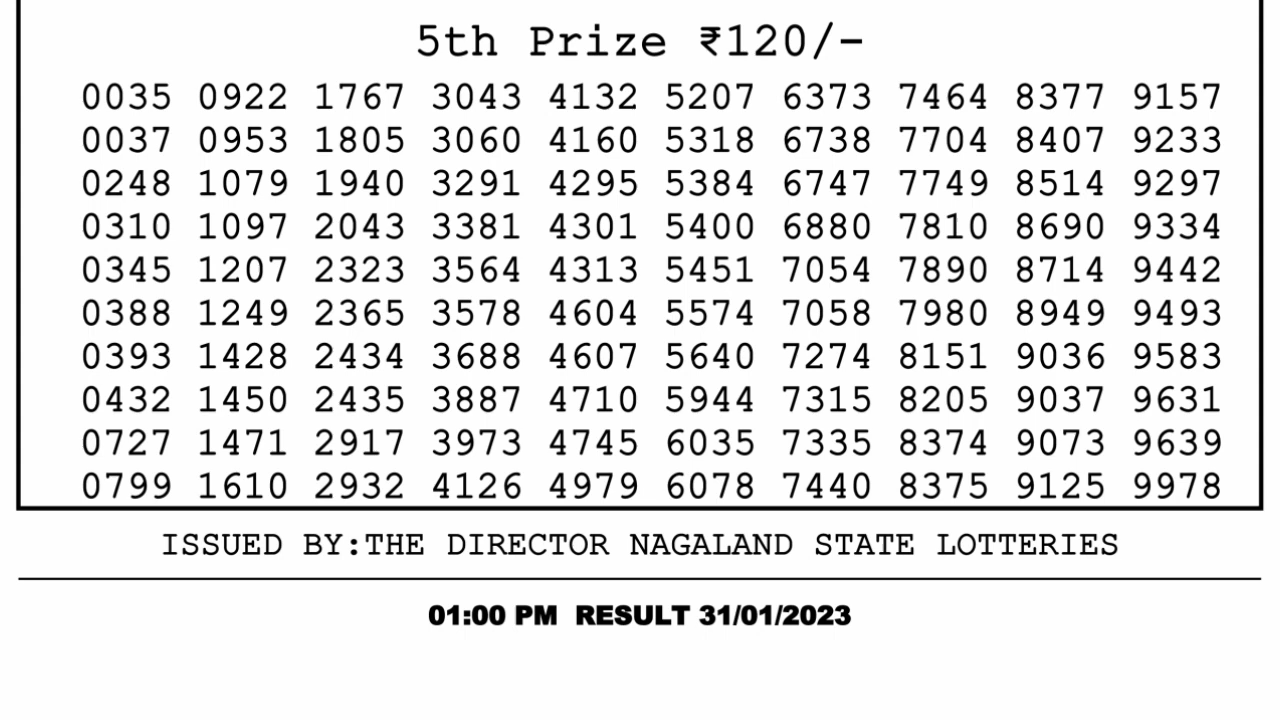 5th Prize ₹120/-
0035 0922 1767 3043 4132 5207 6373 7464 8377 9157
0037 0953 1805 3060 4160 5318 6738 7704 8407 9233
0248 1079 1940 3291 4295 5384 6747 7749 8514 9297
0310 1097 2043 3381 4301 5400 6880 7810 8690 9334
0345 1207 2323 3564 4313 5451 7054 7890 8714 9442
0388 1249 2365 3578 4604 5574 7058 7980 8949 9493
0393 1428 2434 3688 4607 5640 7274 8151 9036 9583
0432 1450 2435 3887 4710 5944 7315 8205 9037 9631
0727 1471 2917 3973 4745 6035 7335 8374 9073 9639
0799 1610 2932 4126 4979 6078 7440 8375 9125 9978
ISSUED BY:THE DIRECTOR NAGALAND STATE LOTTERIES
01:00 PM RESULT 31/01/2023